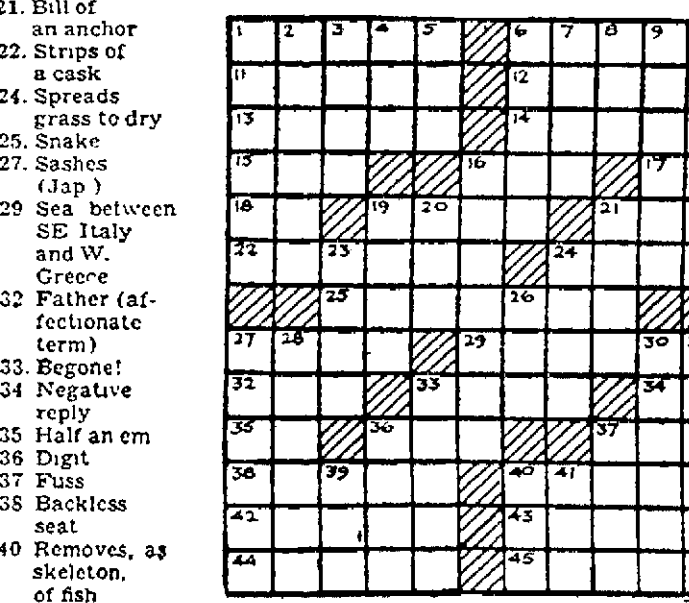 21. Bill of
an anchor
22. Strips of
a cask
24. Spreads
grass to dry
25. Snake
27. Sashes
(Jap )
29 Sea between
SE Italy
and W.
Greece
32 Father (af-
fectionate
term)
33. Begone!
34 Negative
reply
35 Half an em
36 Digit
37 Fuss
38 Backless
seat
40 Removes, as
skeleton,
of fish
1 2 3 4 5 6 7 8 9
11 12
13 14
15 16 17
18 19 20 21
22 23 24
25 26
27 28 29 30
32 33 34
35 36 37
38 39 40 41
42 43
44 45